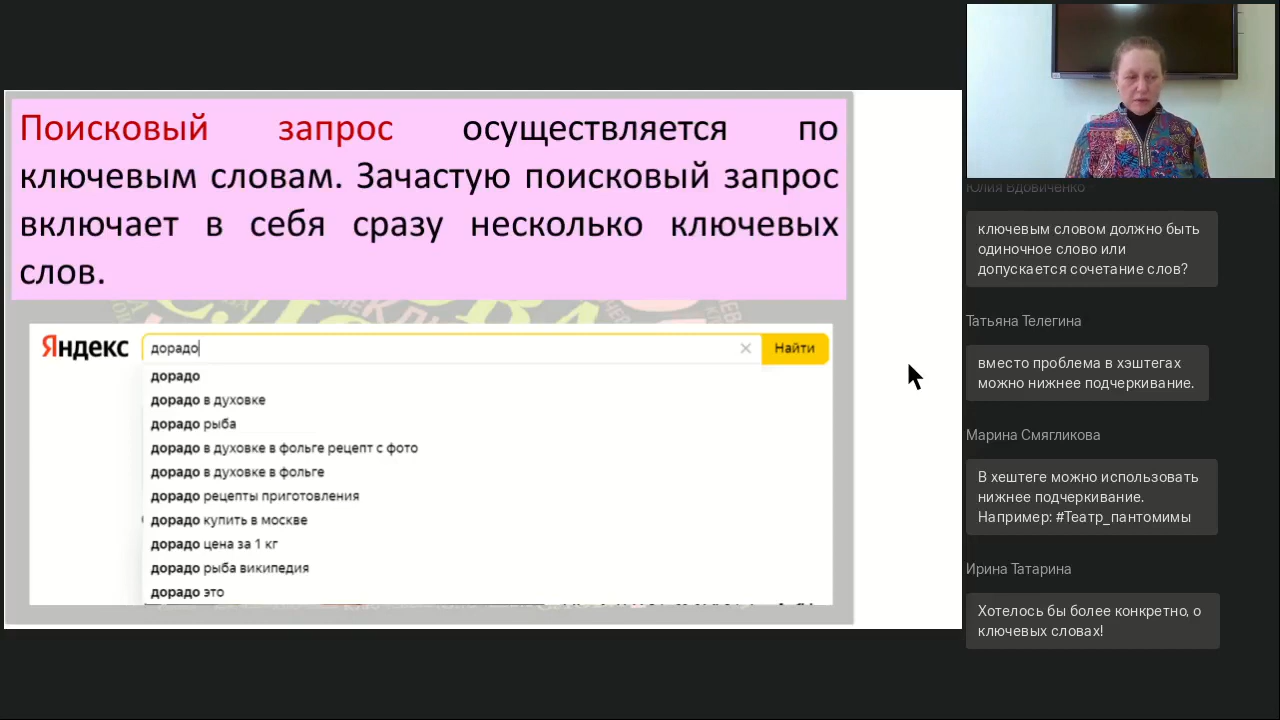 Поисковый запрос осуществляется по
ключевым словам. Зачастую поисковый запрос
включает в себя сразу несколько ключевых
слов.
Яндекс дорадо Найти
дорадо
дорадо в духовке
дорадо рыба
дорадо в духовке в фольге рецепт с фото
дорадо в духовке в фольге
дорадо рецепты приготовления
дорадо купить в москве
дорадо цена за 1 кг
дорадо рыба википедия
дорадо это
Юлия Вдовиченко
ключевым словом должно быть
одиночное слово или
допускается сочетание слов?
Татьяна Телегина
вместо проблема в хэштегах
можно нижнее подчеркивание.
Марина Смягликова
В хештеге можно использовать
нижнее подчеркивание.
Например: #Театр_пантомимы
Ирина Татарина
Хотелось бы более конкретно, о
ключевых словах!